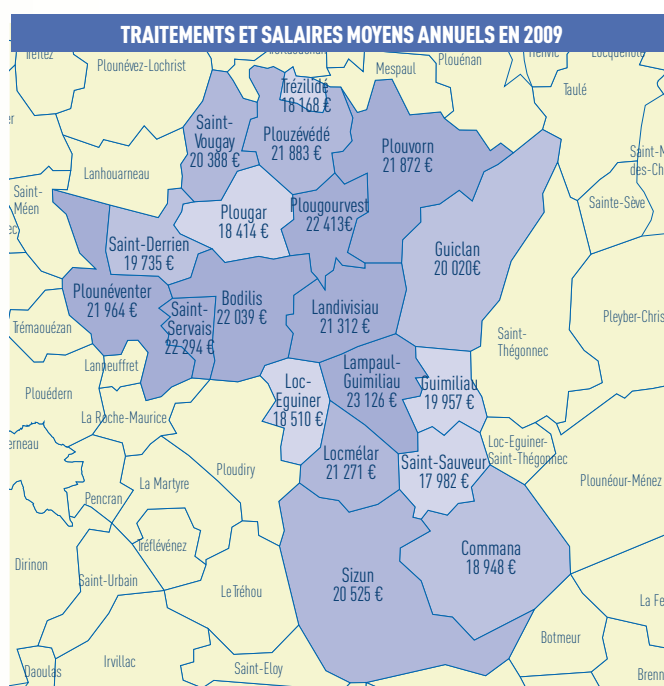 TRAITEMENTS ET SALAIRES MOYENS ANNUELS EN 2009
Plounévez-Lochrist
Mespaul
Plouénan
Taulé
Trézilidé
18 168 €
Saint-
Vougay
20 388 €
Plouzévédé
21 883 €
Plouvorn
21 872 €
Lanhouarneau
Saint-
Méen
Sainte-Sève
Plougar
18 414 €
Plougourvest
22 413€
Saint-Derrien
19 735 €
Guiclan
20 020€
Plounéventer
21 964 €
Saint-
Servais
22 294 €
Bodilis
22 039 €
Landivisiau
21 312 €
Trémaouézan
Saint-
Thégonnec
Pleyber-Chris
Lanneuffret
Plouédern
La Roche-Maurice
Loc-
Eguiner
18 510 €
Lampaul-
Guimiliau
23 126 €
Guimiliau
19 957 €
erneau
Ploudiry
Locmélar
21 271 €
Saint-Sauveur
17 982 €
Loc-Eguiner-
Saint-Thégonnec
La Martyre
Pencran
Plounéour-Ménez
Tréflévénez
Dirinon
Saint-Urbain
Le Tréhou
Sizun
20 525 €
Commana
18 948 €
La Fe
Botmeur
Irvillac
Saint-Eloy
Daoulas
Brenn